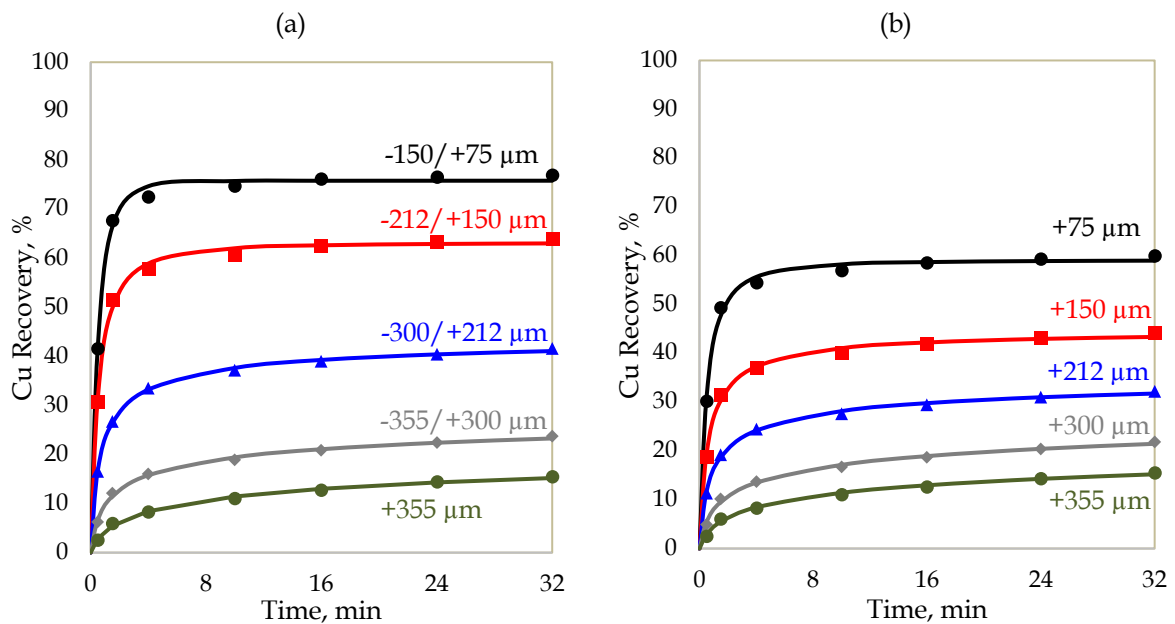 (a)
100
90
80
70
60
50
40
30
20
10
0
Cu Recovery, %
-150/+75 µm
-212/+150 µm
-300/+212 µm
-355/+300 µm
+355 µm
0 8 16 24 32
Time, min
(b)
100
90
80
70
60
50
40
30
20
10
0
Cu Recovery, %
+75 µm
+150 µm
+212 µm
+300 µm
+355 µm
0 8 16 24 32
Time, min